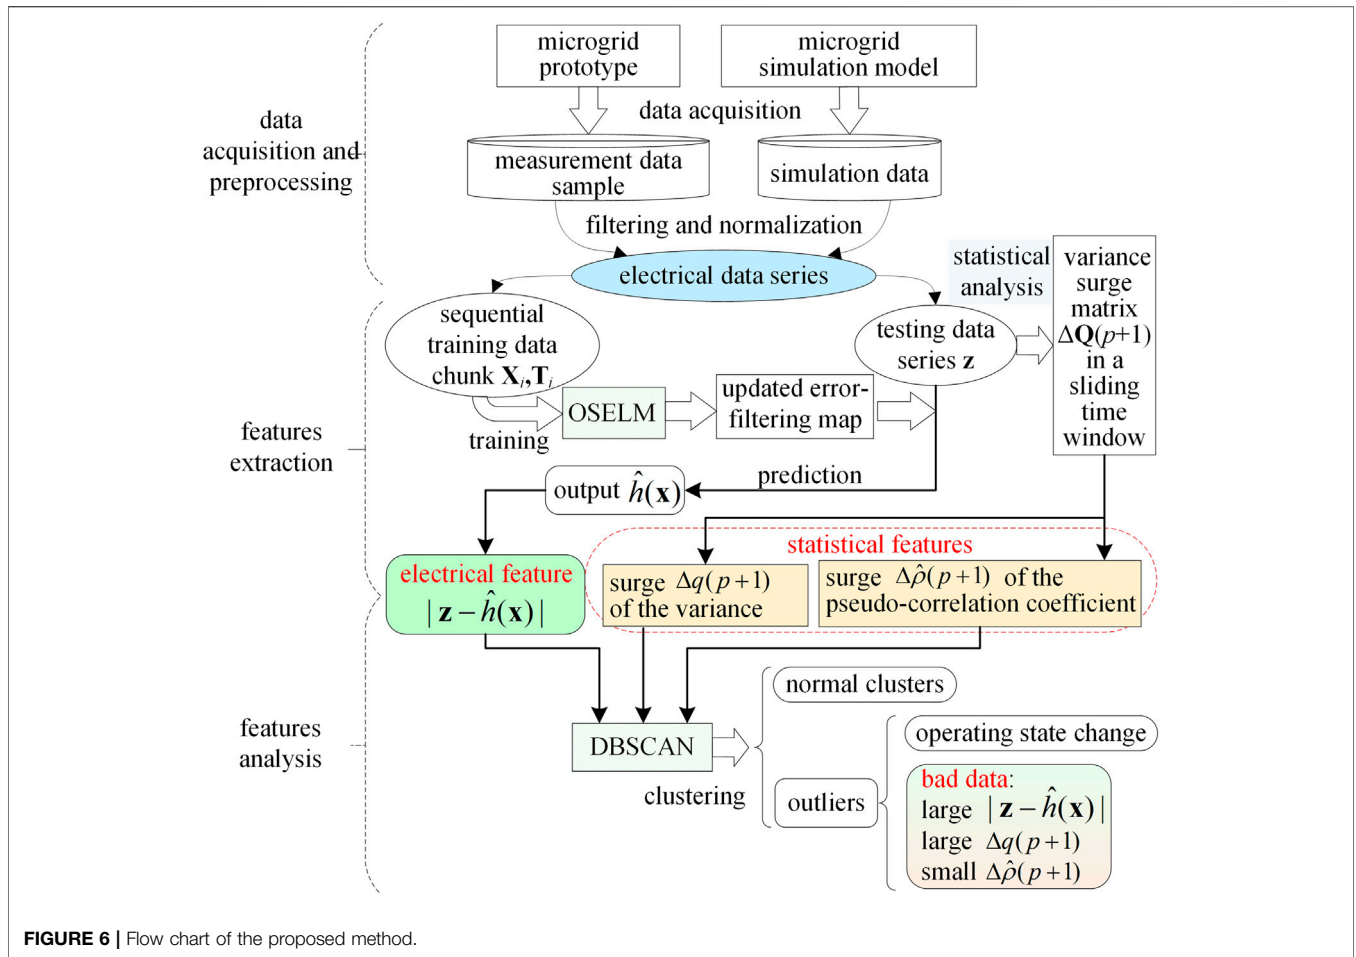 microgrid
prototype
microgrid
simulation model
data acquisition
data
acquisition and
preprocessing
measurement data
sample
simulation data
filtering and normalization
electrical data series
statistical
analysis
variance
surge
matrix
ΔQ(p+1)
in a
sliding
time
window
sequential
training data
chunk X_i,T_i
testing data
series z
OSELM
updated error-
filtering map
training
features
extraction
prediction
output ĥ(x)
statistical features
electrical feature
| z − ĥ(x) |
surge Δq(p+1)
of the variance
surge Δρ̂(p+1) of the
pseudo-correlation coefficient
features
analysis
DBSCAN
clustering
normal clusters
outliers
operating state change
bad data:
large | z − ĥ(x) |
large Δq(p+1)
small Δρ̂(p+1)
FIGURE 6 | Flow chart of the proposed method.